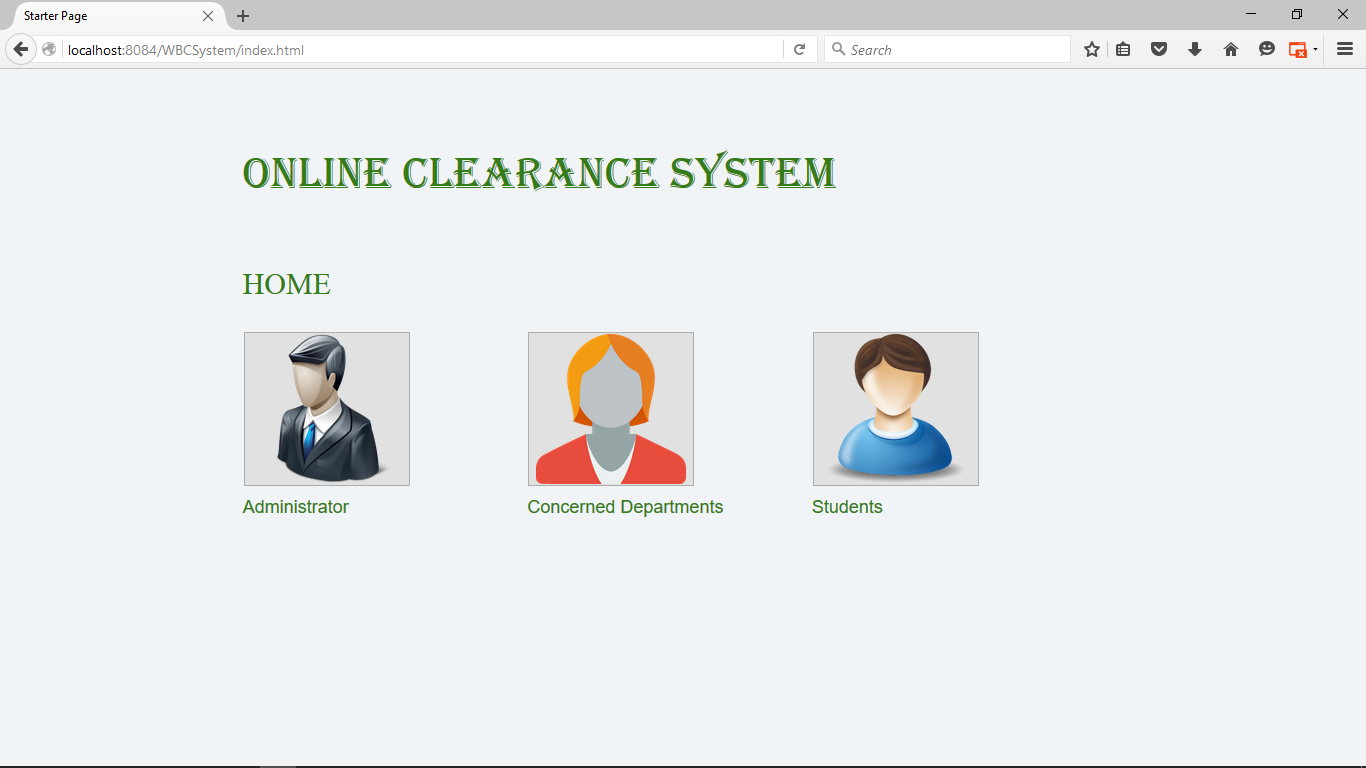 Starter Page
localhost:8084/WBCSystem/index.html
Search
ONLINE CLEARANCE SYSTEM
HOME
Administrator
Concerned Departments
Students